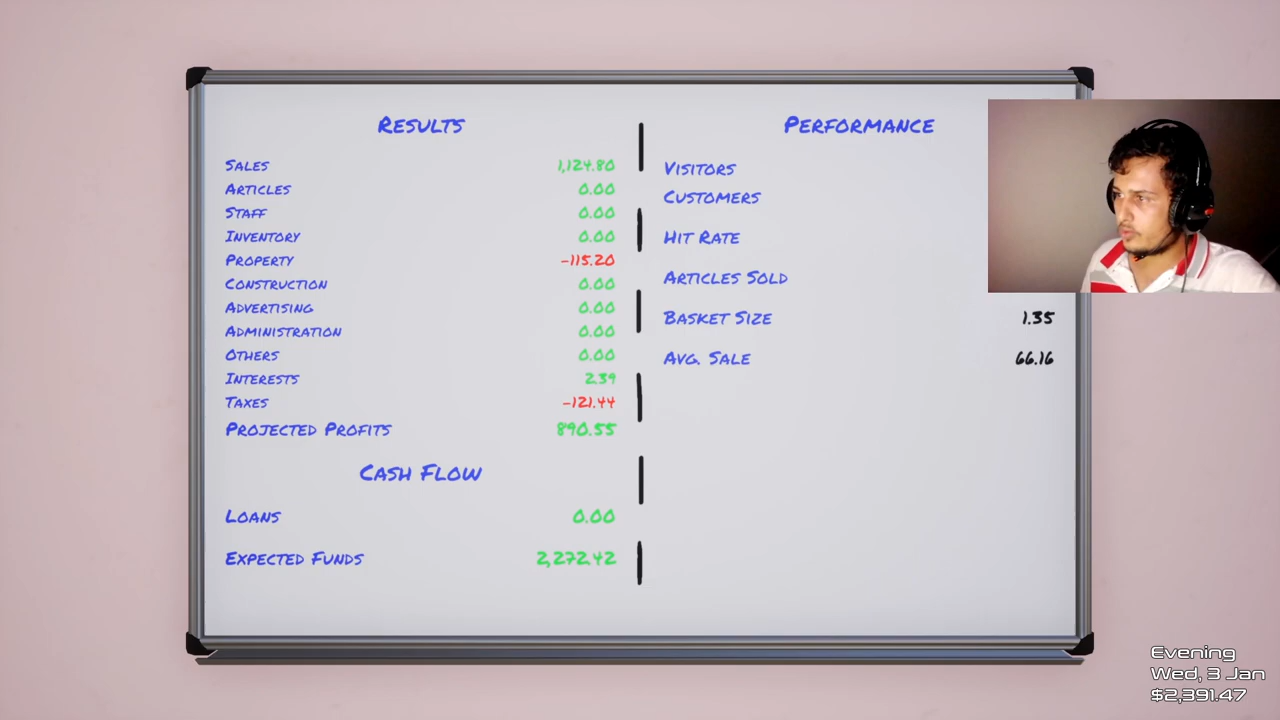 Results
Sales 1,124.80
Articles 0.00
Staff 0.00
Inventory 0.00
Property -115.20
Construction 0.00
Advertising 0.00
Administration 0.00
Others 0.00
Interests 2.39
Taxes -121.44
Projected Profits 890.55
Cash Flow
Loans 0.00
Expected Funds 2,272.42
Performance
Visitors
Customers
Hit Rate
Articles Sold
Basket Size 1.35
Avg. Sale 66.16
Evening
Wed, 3 Jan
$2,391.47